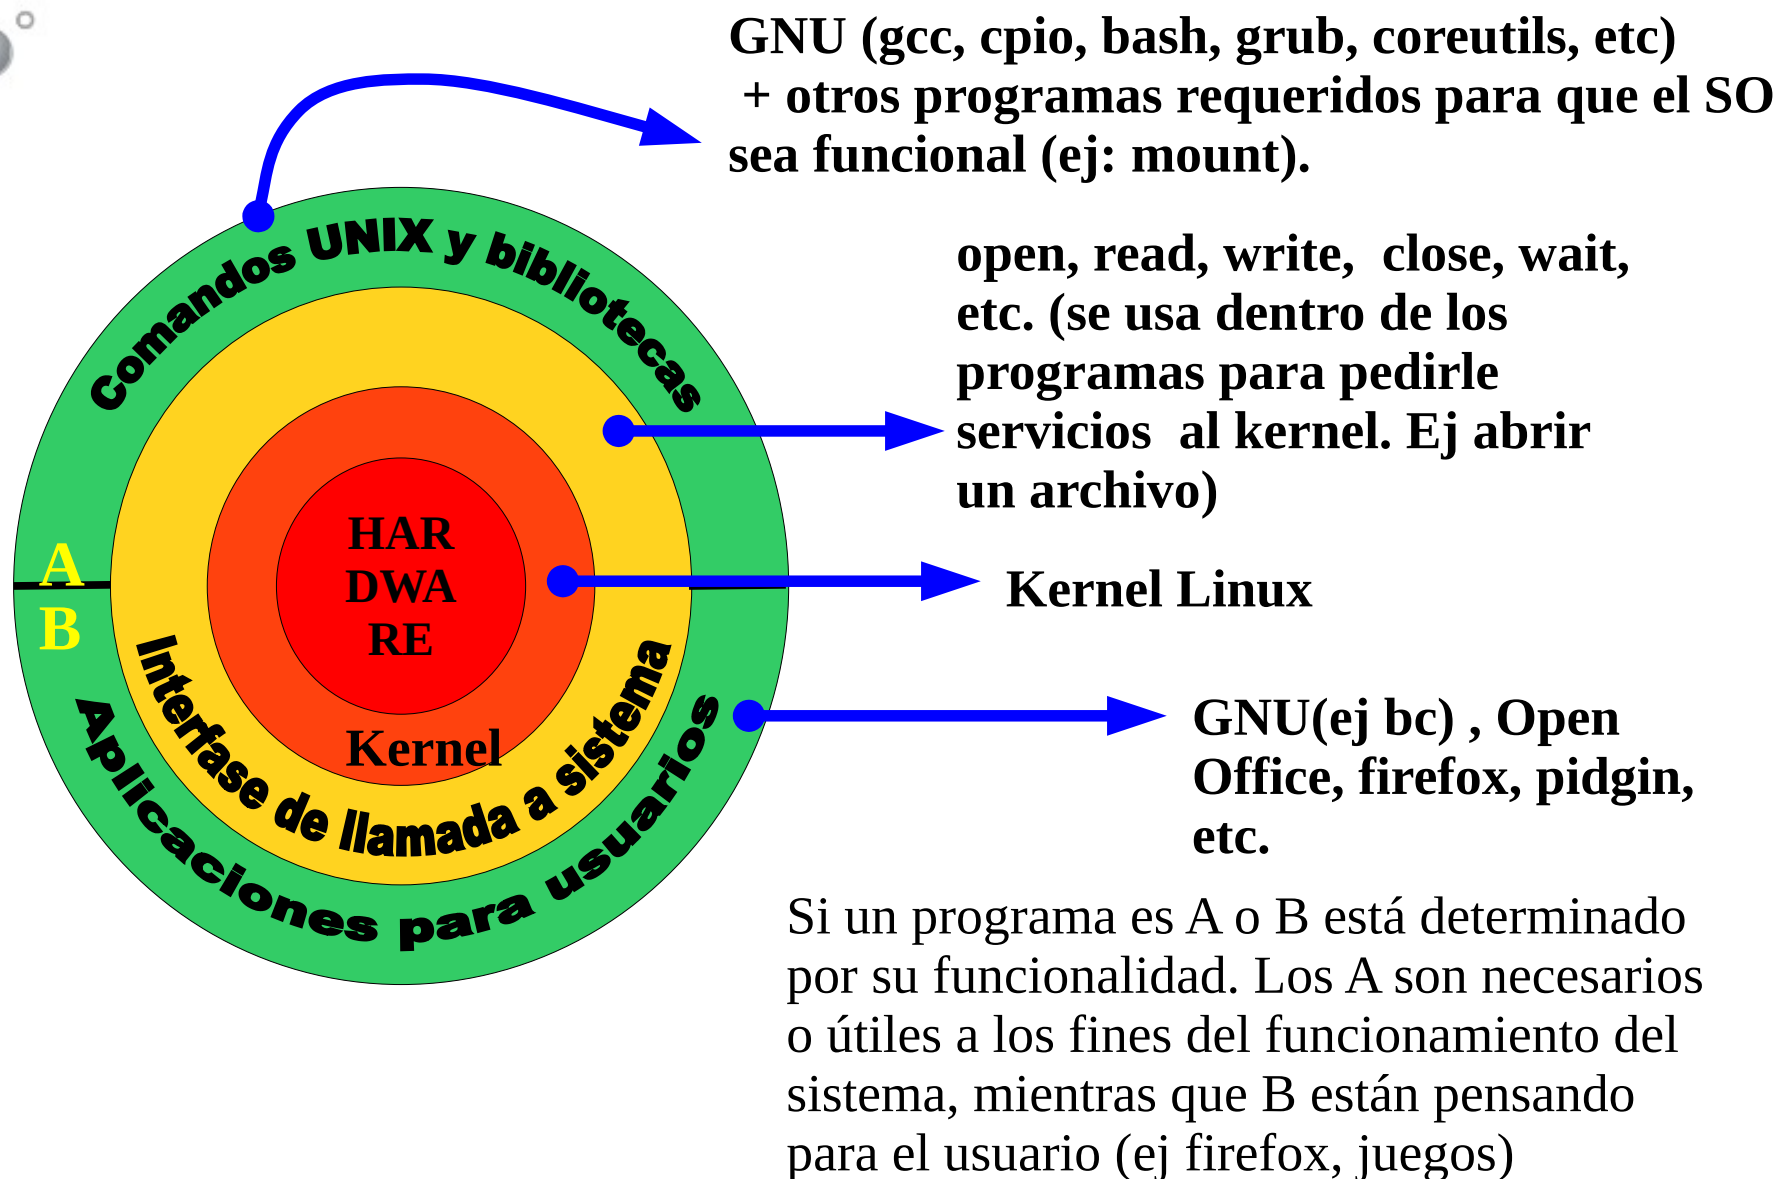 GNU (gcc, cpio, bash, grub, coreutils, etc)
+ otros programas requeridos para que el SO
sea funcional (ej: mount).
Comandos UNIX y bibliotecas
open, read, write,  close, wait,
etc. (se usa dentro de los
programas para pedirle
servicios  al kernel. Ej abrir
un archivo)
HAR
DWA
RE
A
B
Kernel Linux
Kernel
Interfase de llamada a sistema
Aplicaciones para usuarios
GNU(ej bc) , Open
Office, firefox, pidgin,
etc.
Si un programa es A o B está determinado
por su funcionalidad. Los A son necesarios
o útiles a los fines del funcionamiento del
sistema, mientras que B están pensando
para el usuario (ej firefox, juegos)